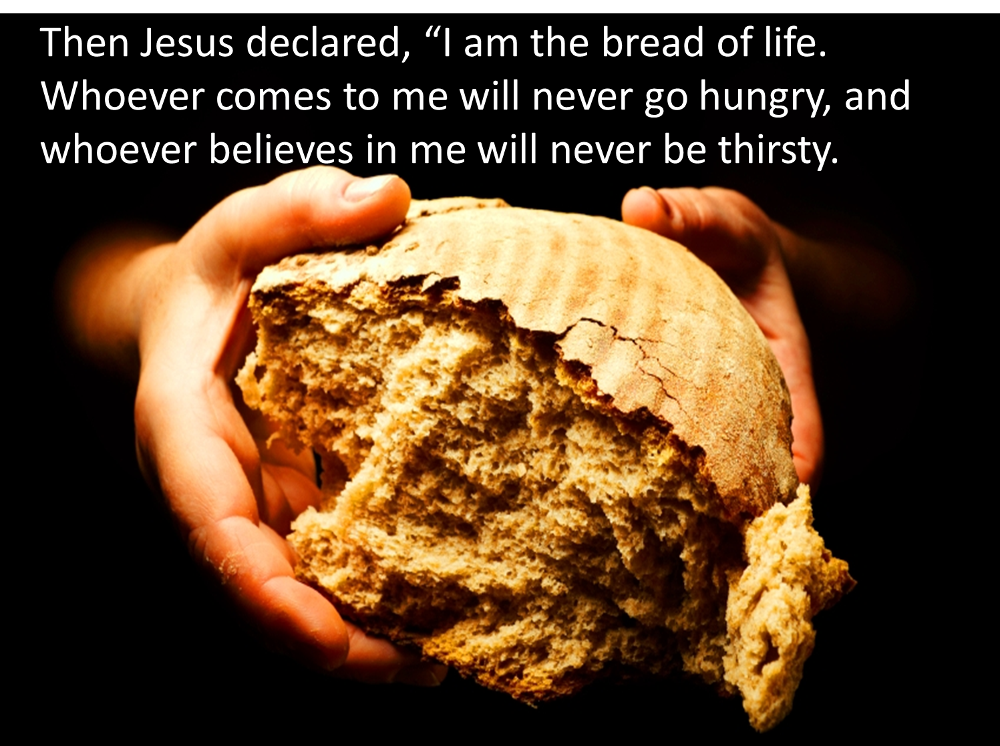 Then Jesus declared, “I am the bread of life.
Whoever comes to me will never go hungry, and
whoever believes in me will never be thirsty.